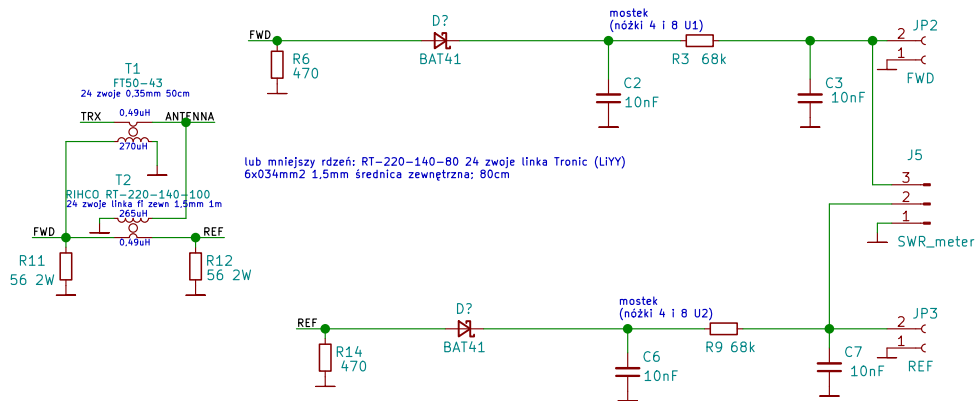 FWD
D?
BAT41
mostek
(nóżki 4 i 8 U1)
R3 68k
R6
470
C2
10nF
C3
10nF
JP2
2
1
FWD
T1
FT50-43
24 zwoje 0,35mm 50cm
TRX
0,49uH
ANTENNA
270uH
lub mniejszy rdzeń: RT-220-140-80 24 zwoje linka Tronic (LiYY)
6x034mm2 1,5mm średnica zewnętrzna; 80cm
T2
RIHCO RT-220-140-100
24 zwoje linka fi zewn 1,5mm 1m
265uH
FWD
0,49uH
REF
R11
56 2W
R12
56 2W
J5
3
2
1
SWR_meter
REF
D?
BAT41
mostek
(nóżki 4 i 8 U2)
R9 68k
R14
470
C6
10nF
C7
10nF
JP3
2
1
REF